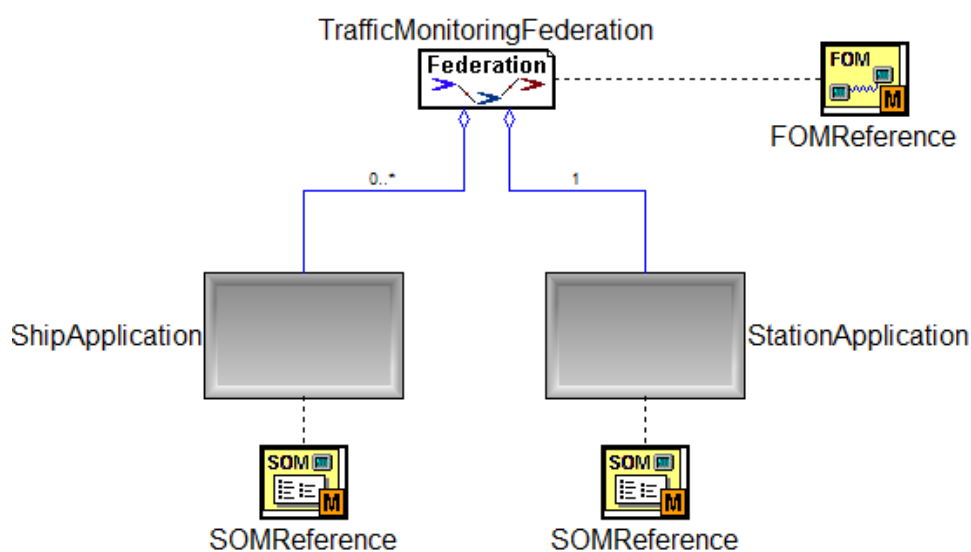 TrafficMonitoringFederation
Federation
FOM
M
FOMReference
0..*
1
ShipApplication
StationApplication
SOM
M
SOM
M
SOMReference
SOMReference